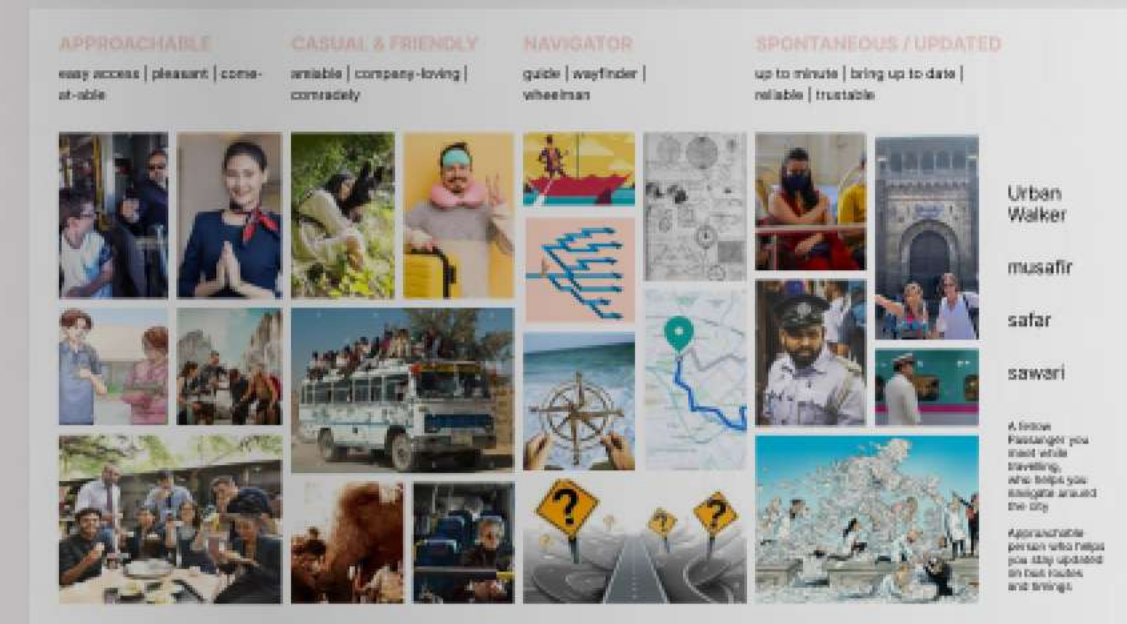 APPROACHABLE
easy access | pleasant | come-
at-able
CASUAL & FRIENDLY
amiable | company-loving |
comradely
NAVIGATOR
guide | wayfinder |
wheelman
SPONTANEOUS / UPDATED
up to minute | bring up to date |
reliable | trustable
?
?
?
Urban
Walker
musafir
safar
sawari
A fellow
Passanger you
meet while
travelling,
who helps you
navigate around
the city
Approachable
person who helps
you stay updated
on bus routes
and timings